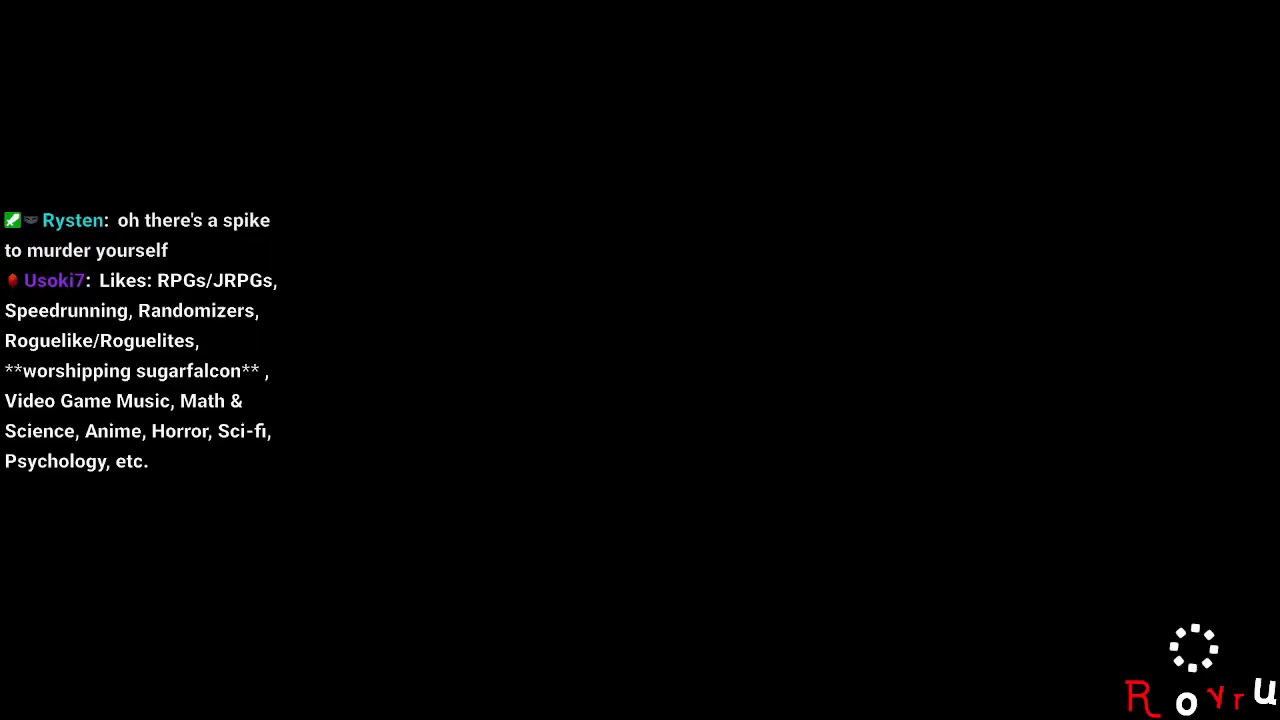 Rysten: oh there's a spike
to murder yourself
Usoki7: Likes: RPGs/JRPGs,
Speedrunning, Randomizers,
Roguelike/Roguelites,
**worshipping sugarfalcon** ,
Video Game Music, Math &
Science, Anime, Horror, Sci-fi,
Psychology, etc.
Royru